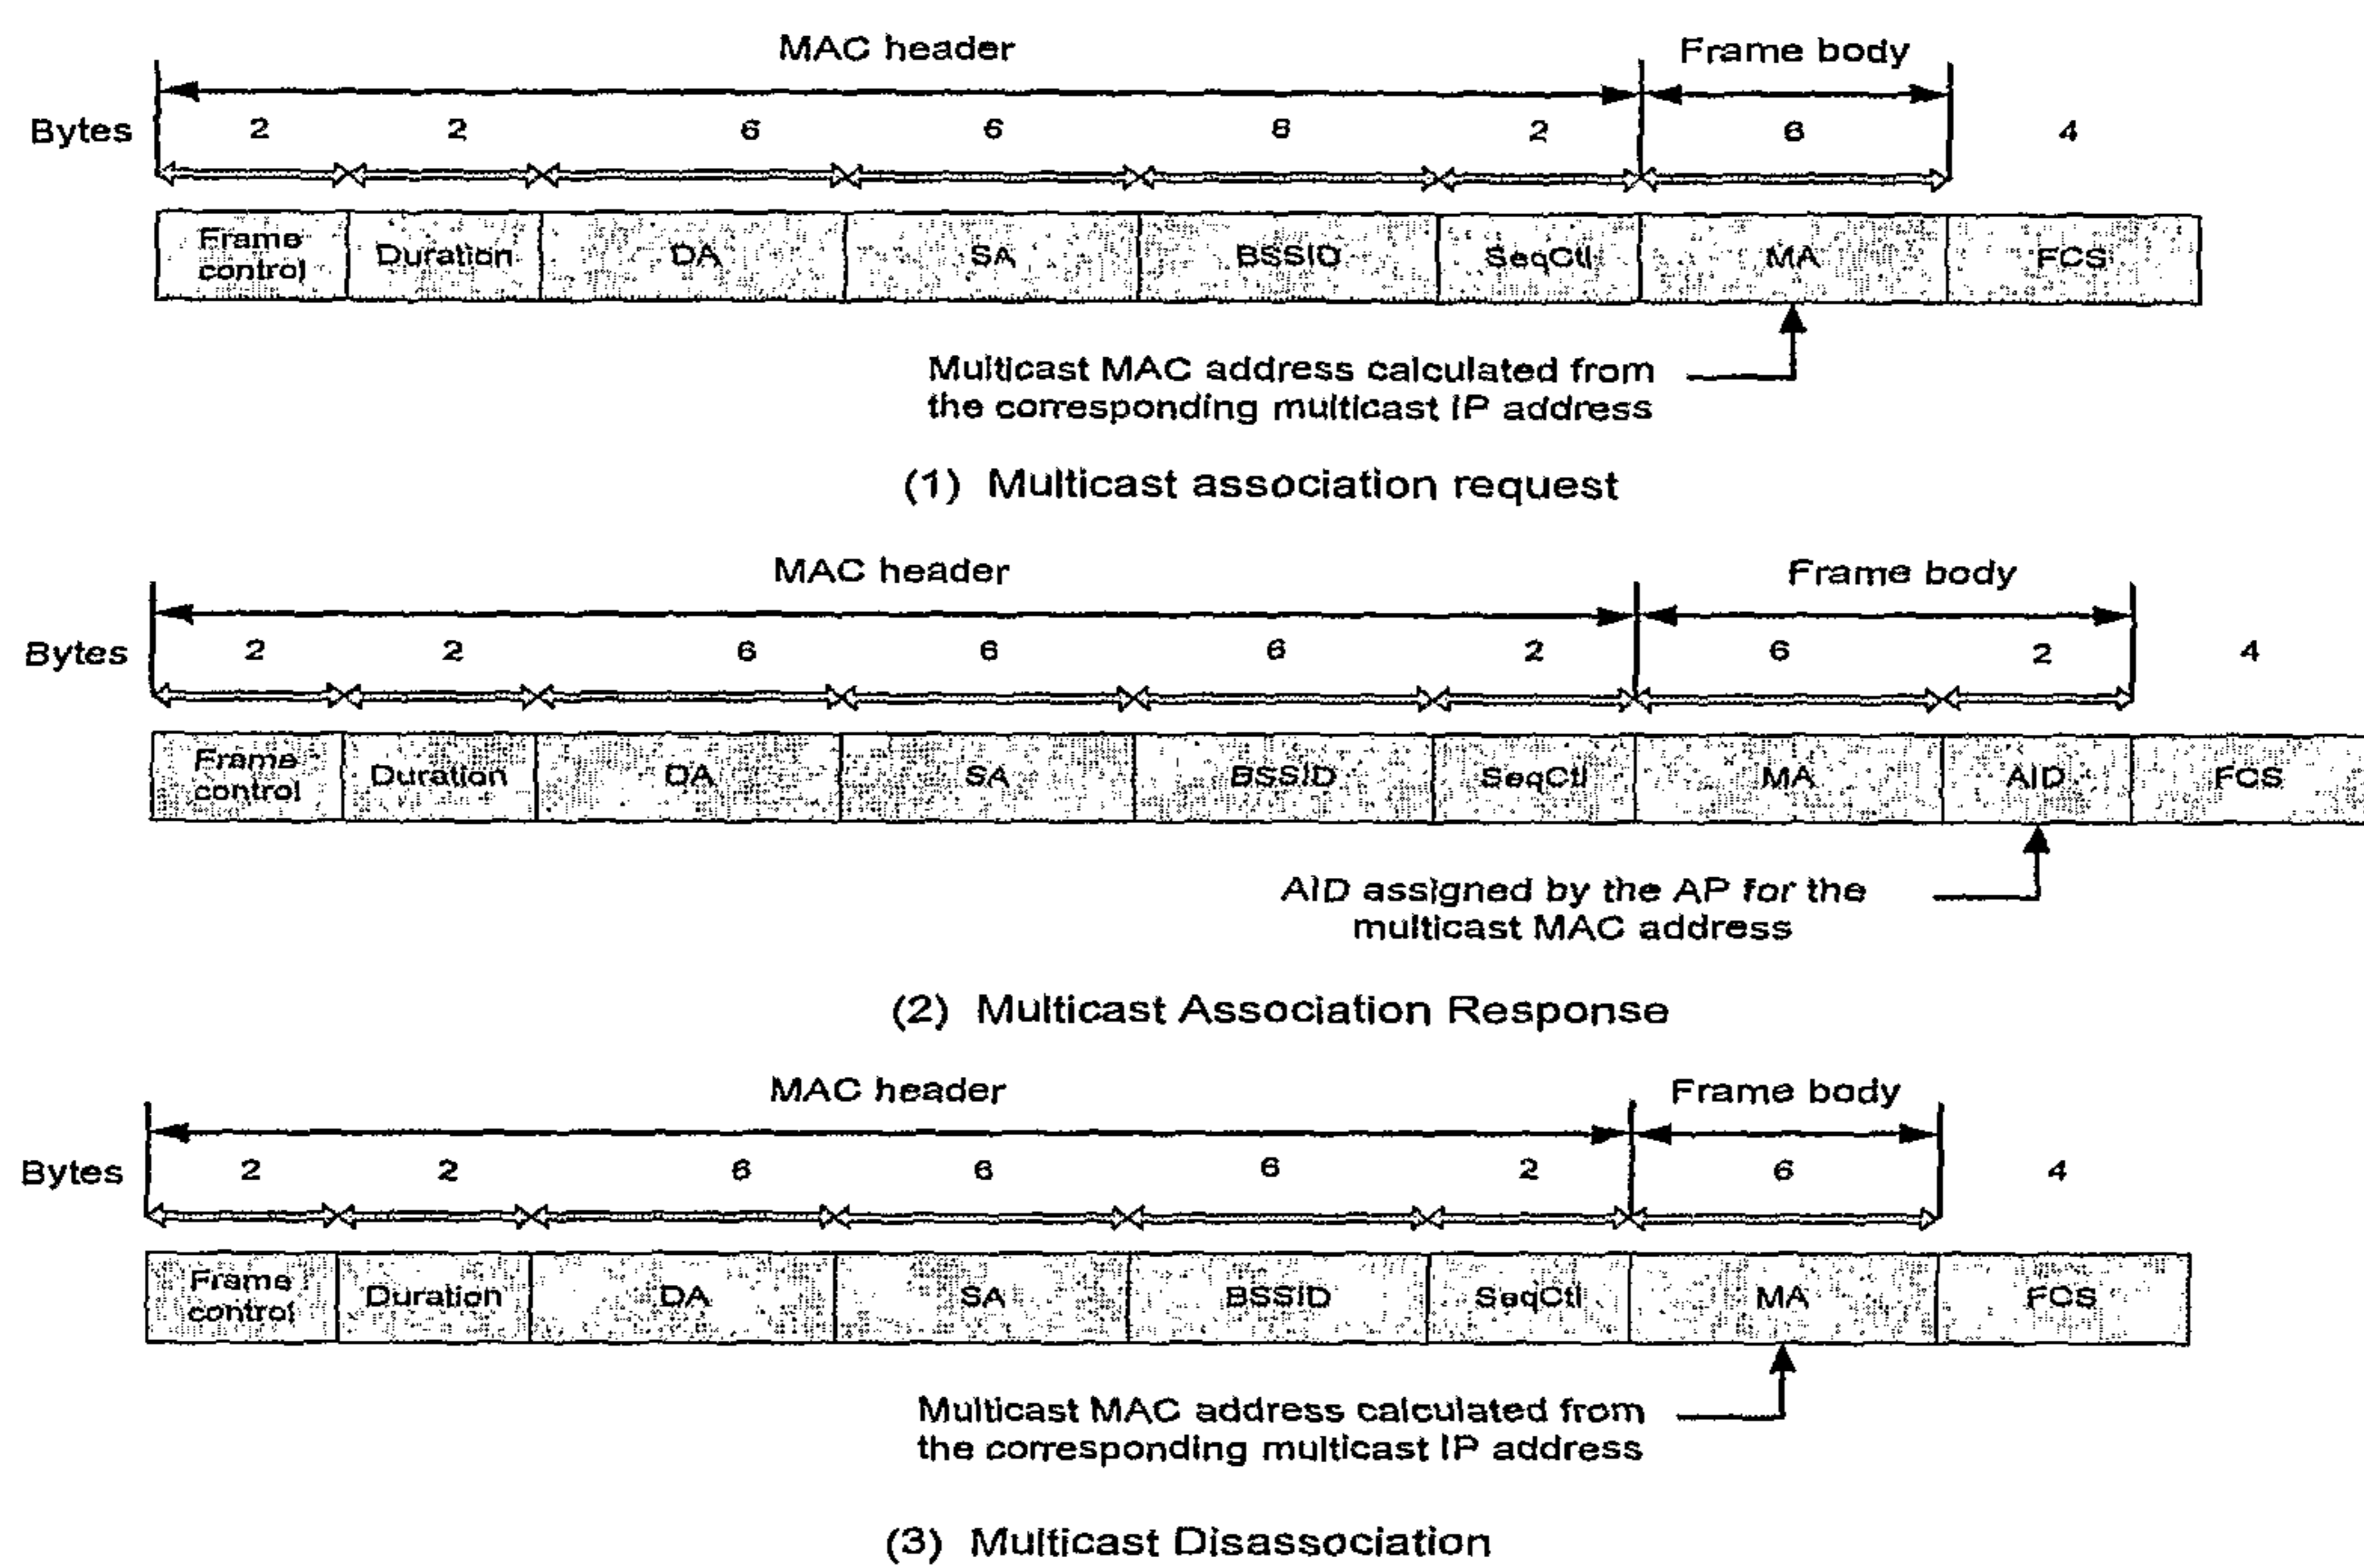 MAC header Frame body
Bytes 2 2 6 6 8 2 6 4
Frame control Duration DA SA BSSID SeqCtl MA FCS
Multicast MAC address calculated from
the corresponding multicast IP address
(1) Multicast association request
MAC header Frame body
Bytes 2 2 6 6 6 2 6 2 4
Frame control Duration DA SA BSSID SeqCtl MA AID FCS
AID assigned by the AP for the
multicast MAC address
(2) Multicast Association Response
MAC header Frame body
Bytes 2 2 6 6 6 2 6 4
Frame control Duration DA SA BSSID SeqCtl MA FCS
Multicast MAC address calculated from
the corresponding multicast IP address
(3) Multicast Disassociation